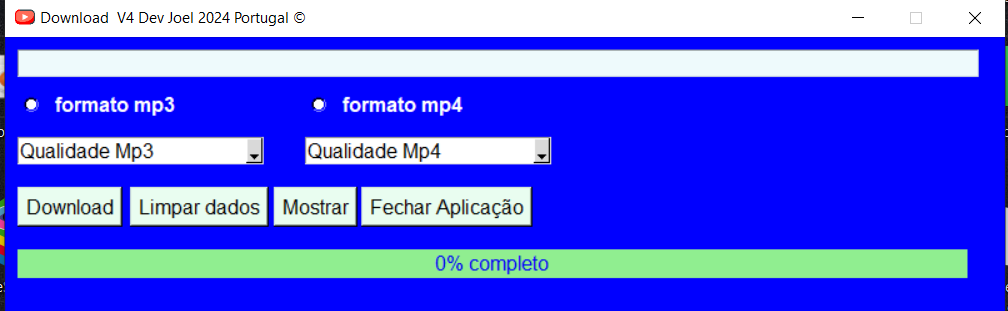 Download V4 Dev Joel 2024 Portugal ©
formato mp3 formato mp4
Qualidade Mp3 Qualidade Mp4
Download Limpar dados Mostrar Fechar Aplicação
0% completo